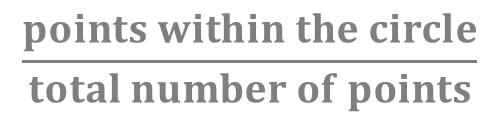 points within the circle
total number of points